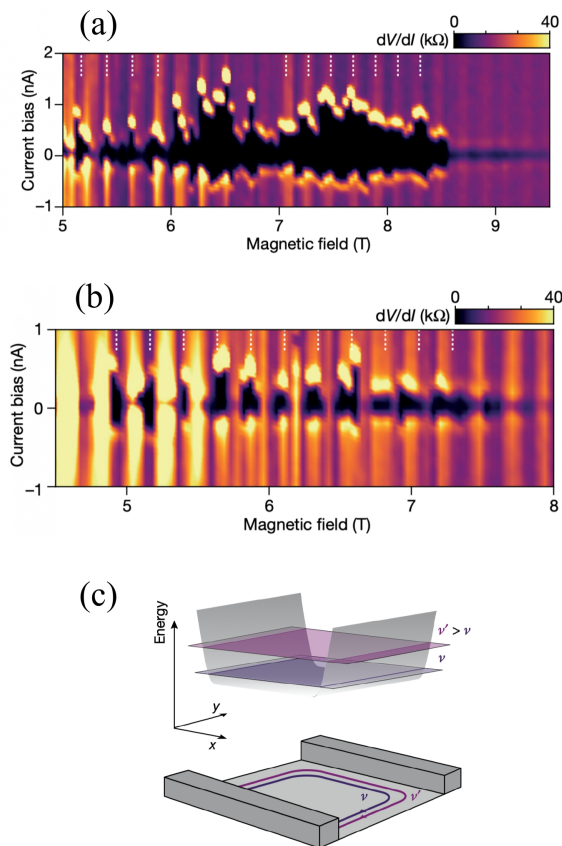 (a)
dV/dI (kΩ)
0
40
Current bias (nA)
2
1
0
−1
5
6
7
8
9
Magnetic field (T)
(b)
dV/dI (kΩ)
0
40
Current bias (nA)
1
0
−1
5
6
7
8
Magnetic field (T)
(c)
Energy
ν′ > ν
ν
y
x
ν
ν′